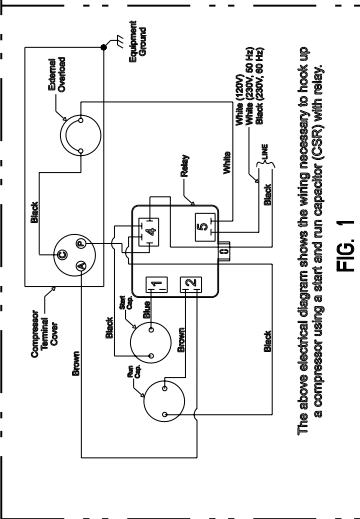 Equipment
Ground
External
Overload
Black
C
A
P
Compressor
Terminal
Cover
Brown
Relay
4
5
1
2
White
White (120V)
White (230V, 50 Hz)
Black (230V, 60 Hz)
LINE
Black
Start
Cap.
Blue
Black
Run
Cap.
Brown
Black
The above electrical diagram shows the wiring necessary to hook up
a compressor using a start and run capacitor (CSR) with relay.
FIG. 1